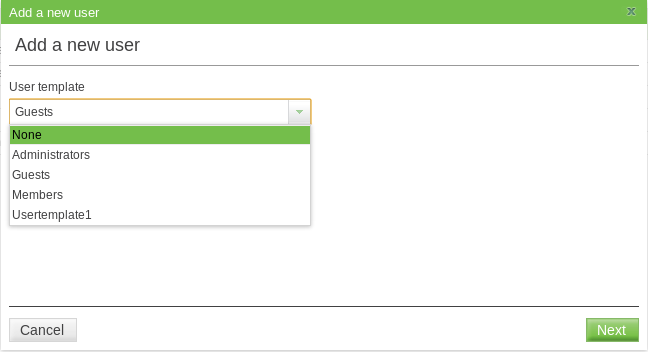 Add a new user
Add a new user
User template
Guests
None
Administrators
Guests
Members
Usertemplate1
Cancel
Next